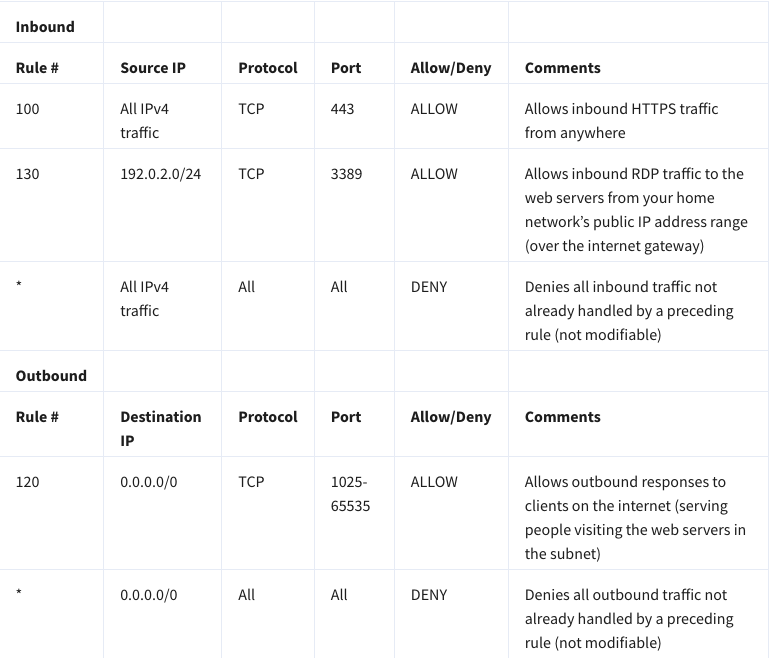 Inbound
Rule # Source IP Protocol Port Allow/Deny Comments
100 All IPv4 TCP 443 ALLOW Allows inbound HTTPS traffic
traffic from anywhere
130 192.0.2.0/24 TCP 3389 ALLOW Allows inbound RDP traffic to the
web servers from your home
network’s public IP address range
(over the internet gateway)
* All IPv4 All All DENY Denies all inbound traffic not
traffic already handled by a preceding
rule (not modifiable)
Outbound
Rule # Destination Protocol Port Allow/Deny Comments
IP
120 0.0.0.0/0 TCP 1025- ALLOW Allows outbound responses to
65535 clients on the internet (serving
people visiting the web servers in
the subnet)
* 0.0.0.0/0 All All DENY Denies all outbound traffic not
already handled by a preceding
rule (not modifiable)